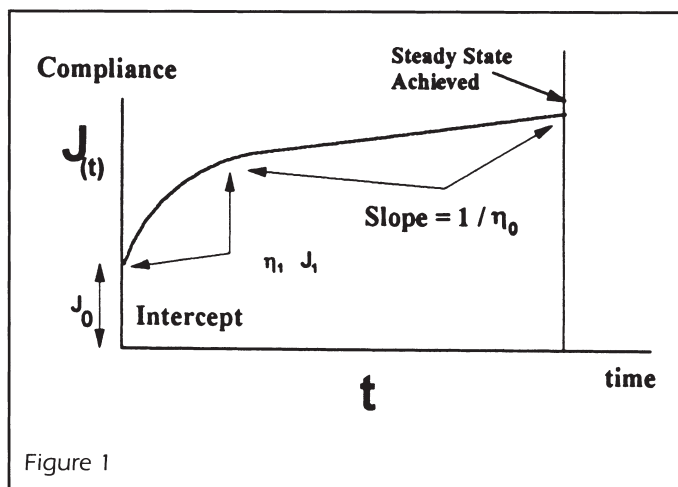 Steady State
Achieved
Compliance
J(t)
Slope = 1 / η0
η1 J1
J0
Intercept
t
time
Figure 1